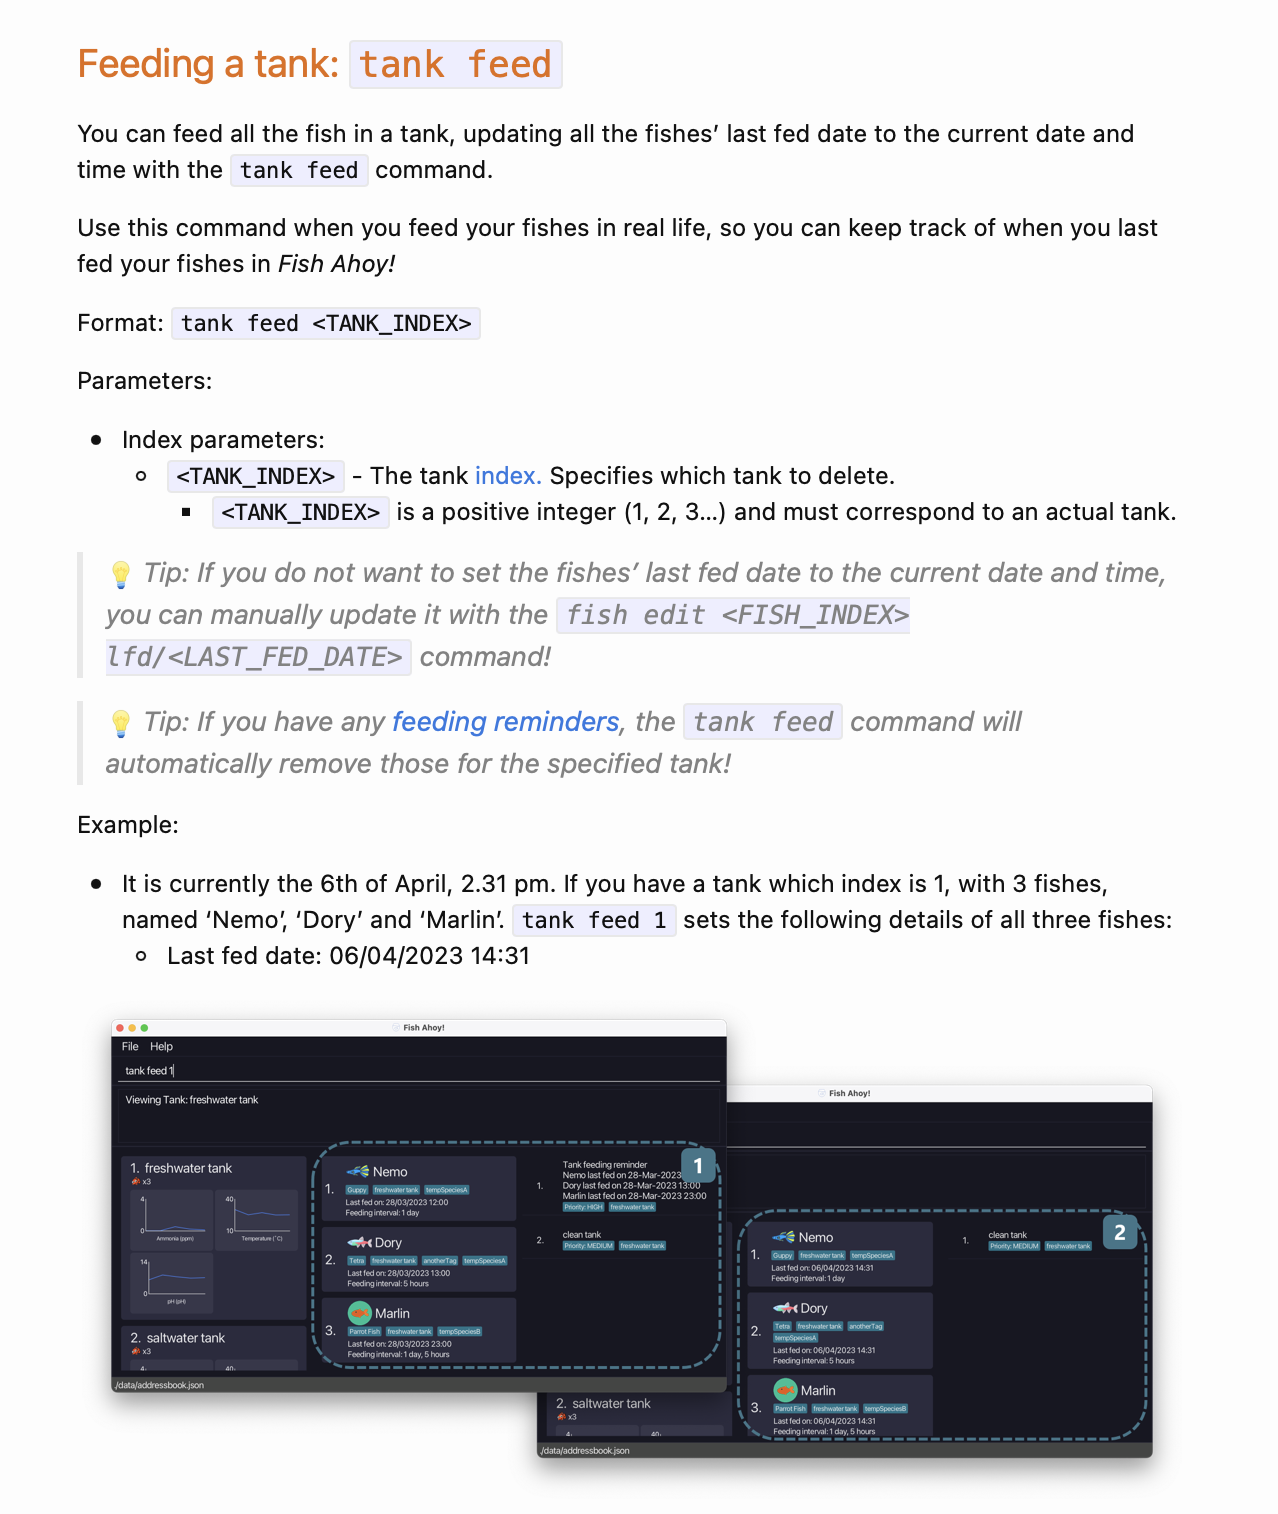 Feeding a tank: tank feed
You can feed all the fish in a tank, updating all the fishes’ last fed date to the current date and
time with the tank feed command.
Use this command when you feed your fishes in real life, so you can keep track of when you last
fed your fishes in Fish Ahoy!
Format: tank feed <TANK_INDEX>
Parameters:
• Index parameters:
<TANK_INDEX> - The tank index. Specifies which tank to delete.
<TANK_INDEX> is a positive integer (1, 2, 3…) and must correspond to an actual tank.
💡 Tip: If you do not want to set the fishes’ last fed date to the current date and time,
you can manually update it with the fish edit <FISH_INDEX>
lfd/<LAST_FED_DATE> command!
💡 Tip: If you have any feeding reminders, the tank feed command will
automatically remove those for the specified tank!
Example:
• It is currently the 6th of April, 2.31 pm. If you have a tank which index is 1, with 3 fishes,
named ‘Nemo’, ‘Dory’ and ‘Marlin’. tank feed 1 sets the following details of all three fishes:
Last fed date: 06/04/2023 14:31
Fish Ahoy!
File Help
tank feed 1
Viewing Tank: freshwater tank
1. freshwater tank
x3
4
0
Ammonia (ppm)
40
10
Temperature (°C)
14
0
pH (pH)
2. saltwater tank
x3
4
40
1. Nemo
Guppy freshwater tank tempSpeciesA
Last fed on: 28/03/2023 12:00
Feeding interval: 1 day
2. Dory
Tetra freshwater tank anotherTag tempSpeciesA
Last fed on: 28/03/2023 13:00
Feeding interval: 5 hours
3. Marlin
Parrot Fish freshwater tank tempSpeciesB
Last fed on: 28/03/2023 23:00
Feeding interval: 1 day, 5 hours
1
Tank feeding reminder
1. Nemo last fed on 28-Mar-2023
Dory last fed on 28-Mar-2023 13:00
Marlin last fed on 28-Mar-2023 23:00
Priority: HIGH freshwater tank
2. clean tank
Priority: MEDIUM freshwater tank
./data/addressbook.json
Fish Ahoy!
2
1. Nemo
Guppy freshwater tank tempSpeciesA
Last fed on: 06/04/2023 14:31
Feeding interval: 1 day
2. Dory
Tetra freshwater tank anotherTag
tempSpeciesA
Last fed on: 06/04/2023 14:31
Feeding interval: 5 hours
3. Marlin
Parrot Fish freshwater tank tempSpeciesB
Last fed on: 06/04/2023 14:31
Feeding interval: 1 day, 5 hours
1. clean tank
Priority: MEDIUM freshwater tank
2. saltwater tank
x3
4
40
./data/addressbook.json